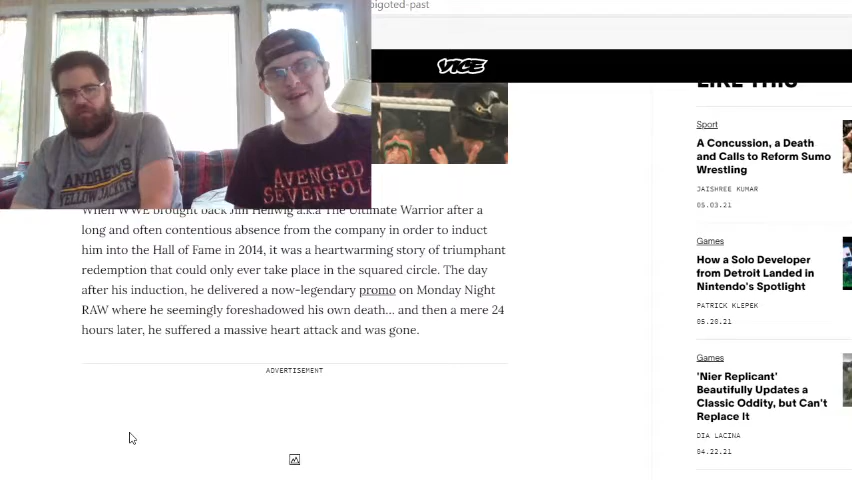 bigoted-past
VICE
LIKE THIS
ANDREWS
YELLOW JACKETS
AVENGED
SEVENFOL
When WWE brought back Jim Hellwig a.k.a The Ultimate Warrior after a
long and often contentious absence from the company in order to induct
him into the Hall of Fame in 2014, it was a heartwarming story of triumphant
redemption that could only ever take place in the squared circle. The day
after his induction, he delivered a now-legendary promo on Monday Night
RAW where he seemingly foreshadowed his own death... and then a mere 24
hours later, he suffered a massive heart attack and was gone.
ADVERTISEMENT
Sport
A Concussion, a Death
and Calls to Reform Sumo
Wrestling
JAISHREE KUMAR
05.03.21
Games
How a Solo Developer
from Detroit Landed in
Nintendo's Spotlight
PATRICK KLEPEK
05.20.21
Games
'Nier Replicant'
Beautifully Updates a
Classic Oddity, but Can't
Replace It
DIA LACINA
04.22.21